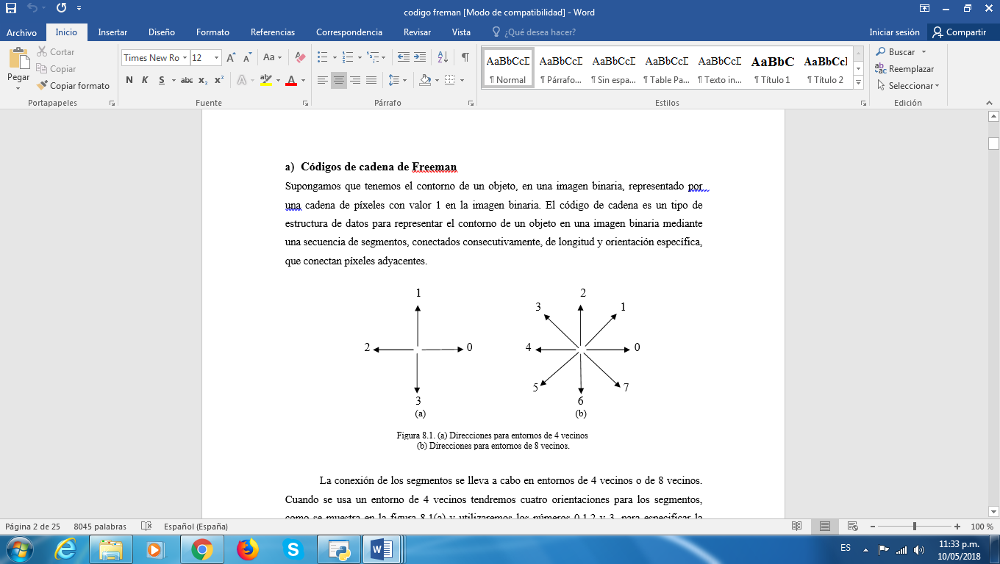 codigo freman [Modo de compatibilidad] - Word
Archivo Inicio Insertar Diseño Formato Referencias Correspondencia Revisar Vista ¿Qué desea hacer? Iniciar sesión Compartir
Pegar
Cortar
Copiar
Copiar formato
Portapapeles
Times New Ro 12
N K S abc x₂ x²
Fuente
Párrafo
AaBbCcD AaBbCcD AaBbCcD AaBbCcD AaBbCcD AaBbC AaBbCcI
¶ Normal ¶ Párrafo... ¶ Sin espa... ¶ Table Pa... ¶ Texto in... ¶ Título 1 ¶ Título 2
Estilos
Buscar
Reemplazar
Seleccionar
Edición
a) Códigos de cadena de Freeman
Supongamos que tenemos el contorno de un objeto, en una imagen binaria, representado por
una cadena de píxeles con valor 1 en la imagen binaria. El código de cadena es un tipo de
estructura de datos para representar el contorno de un objeto en una imagen binaria mediante
una secuencia de segmentos, conectados consecutivamente, de longitud y orientación específica,
que conectan píxeles adyacentes.
1
2 0
3
(a)
2
3 1
4 0
5 7
6
(b)
Figura 8.1. (a) Direcciones para entornos de 4 vecinos
(b) Direcciones para entornos de 8 vecinos.
La conexión de los segmentos se lleva a cabo en entornos de 4 vecinos o de 8 vecinos.
Cuando se usa un entorno de 4 vecinos tendremos cuatro orientaciones para los segmentos,
como se muestra en la figura 8.1(a) y utilizaremos los números 0,1,2 y 3, para especificar la
Página 2 de 25 8045 palabras Español (España) 100 %
ES
11:33 p.m.
10/05/2018